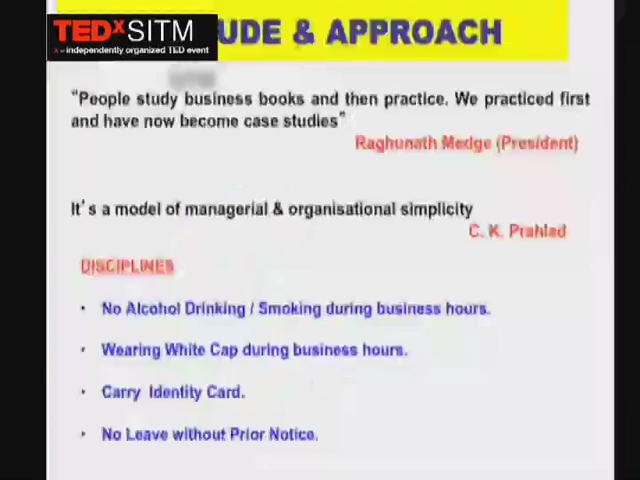 TEDxSITM
x = independently organized TED event
UDE & APPROACH
"People study business books and then practice. We practiced first
and have now become case studies"
Raghunath Medge (President)
It's a model of managerial & organisational simplicity
C. K. Prahlad
DISCIPLINES
• No Alcohol Drinking / Smoking during business hours.
• Wearing White Cap during business hours.
• Carry Identity Card.
• No Leave without Prior Notice.